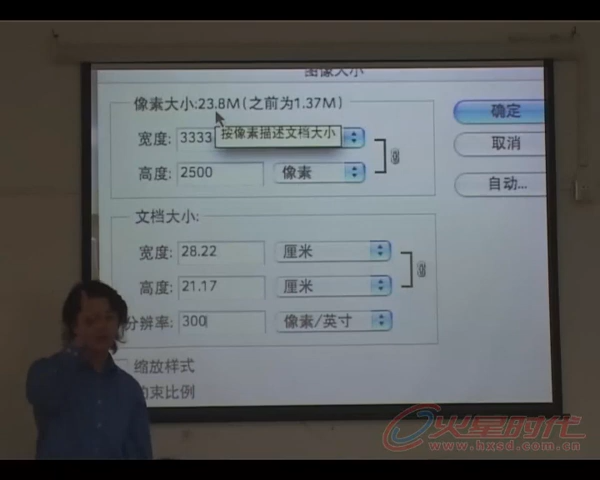 图像大小
像素大小:23.8M(之前为1.37M)
确定
宽度: 3333
按像素描述文档大小
取消
高度: 2500 像素
自动...
文档大小:
宽度: 28.22 厘米
高度: 21.17 厘米
分辨率: 300 像素/英寸
缩放样式
约束比例
火星时代
www.hxsd.com.cn